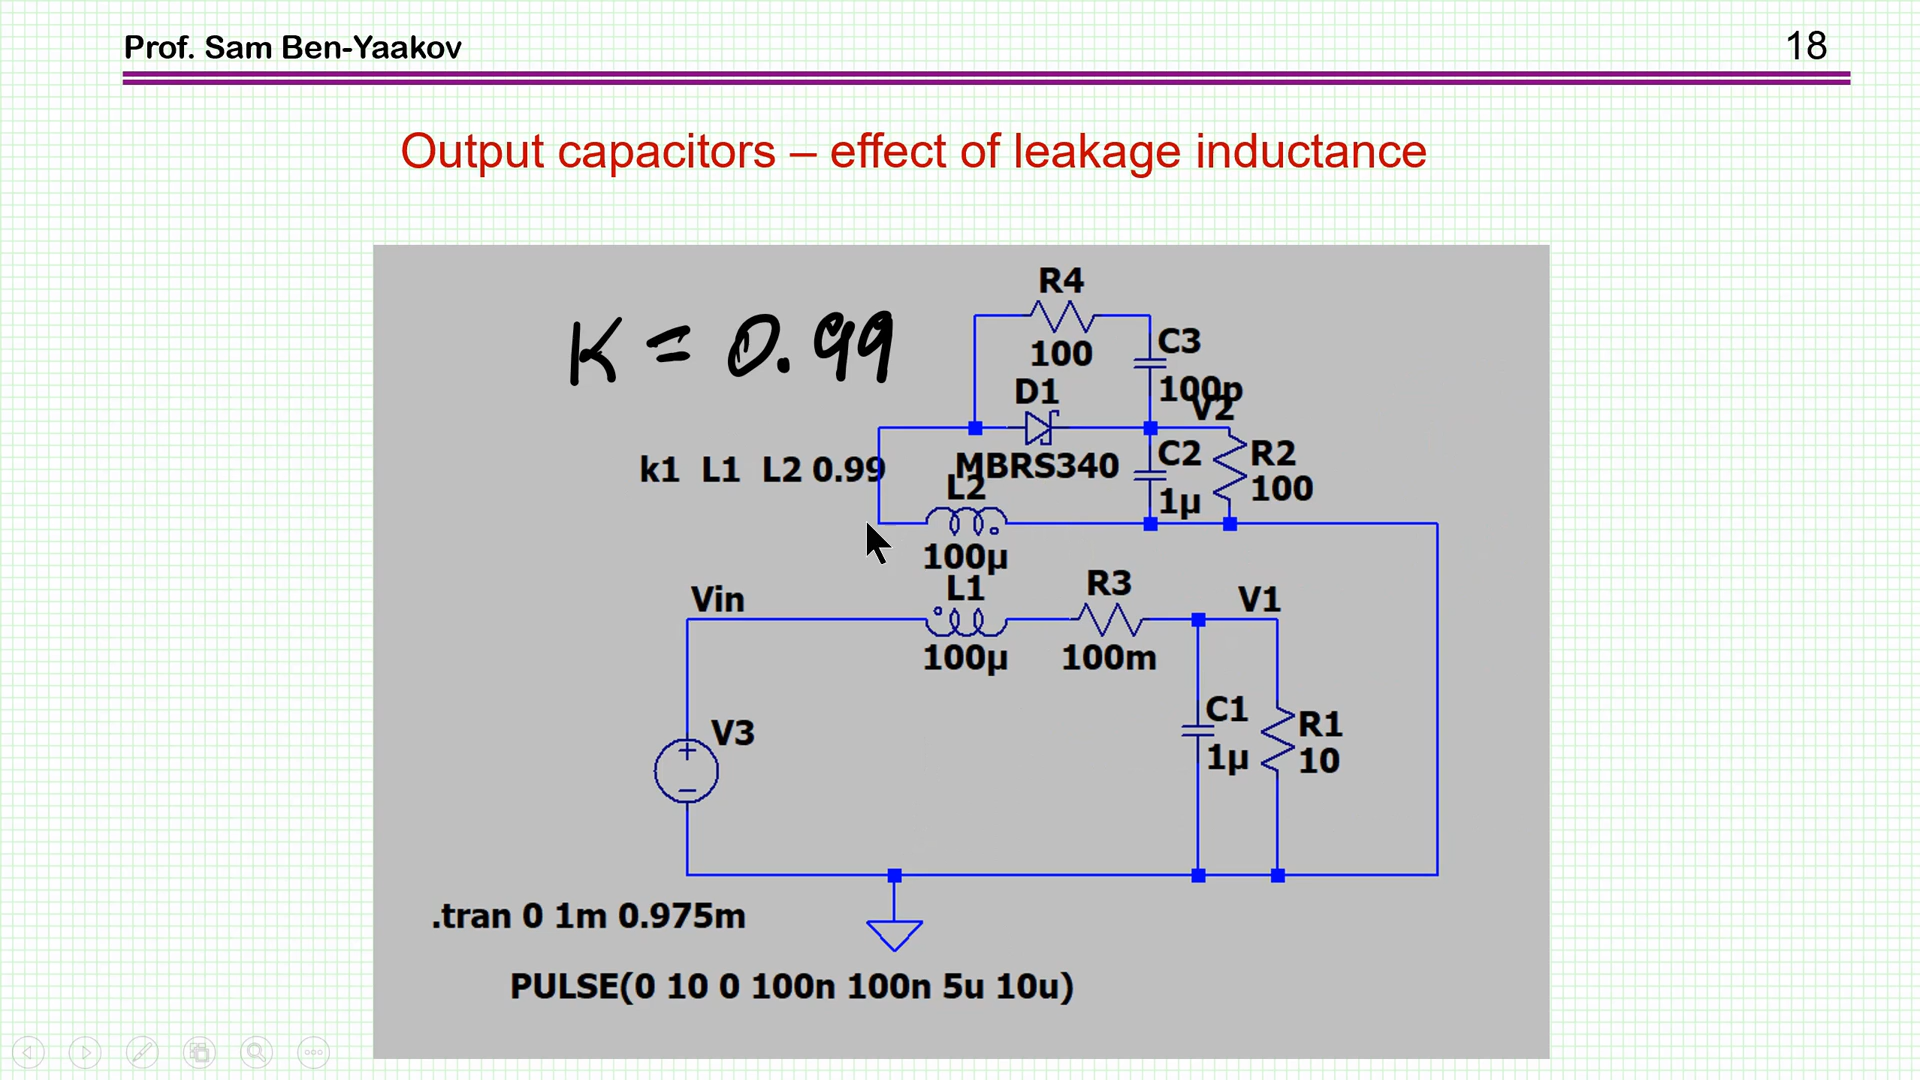 Prof. Sam Ben-Yaakov
18
Output capacitors – effect of leakage inductance
R4
K = 0.99
C3
100
100p
D1
V2
C2
R2
k1 L1 L2 0.99
MBRS340
L2
100
1µ
100µ
L1
R3
Vin
V1
100µ
100m
C1
R1
V3
1µ
10
.tran 0 1m 0.975m
PULSE(0 10 0 100n 100n 5u 10u)